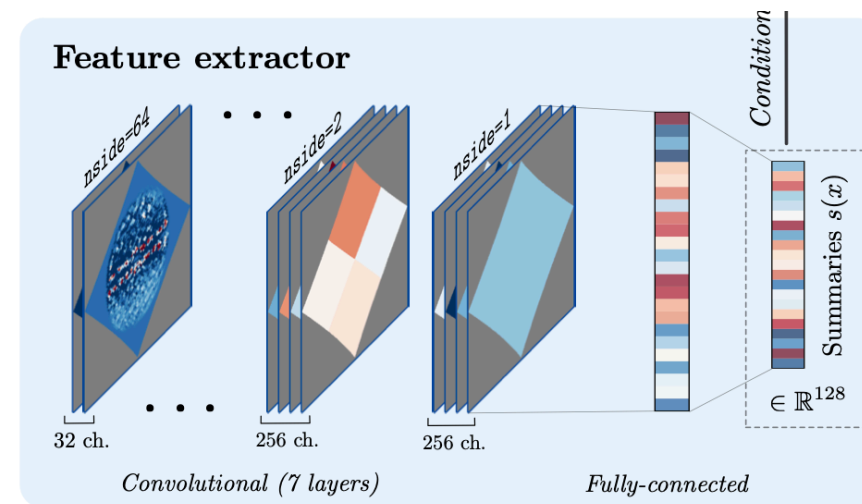 Feature extractor
nside=64
nside=2
nside=1
Condition
Summaries s(x)
∈ ℝ^128
32 ch.
256 ch.
256 ch.
Convolutional (7 layers)
Fully-connected